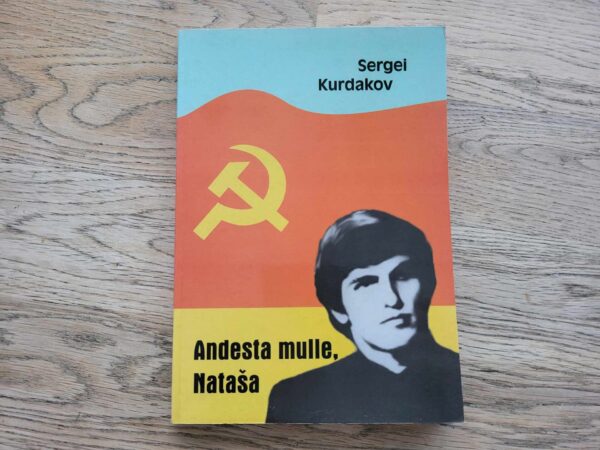 Sergei
Kurdakov
Andesta mulle,
Nataša